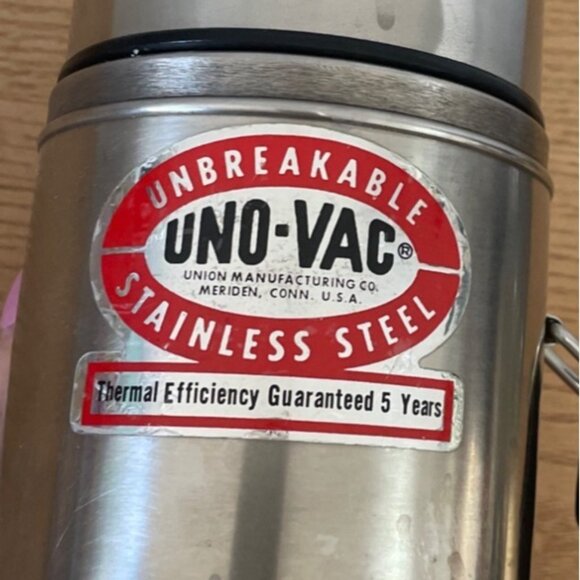 UNBREAKABLE
UNO-VAC®
UNION MANUFACTURING CO.
MERIDEN, CONN. U.S.A.
STAINLESS STEEL
Thermal Efficiency Guaranteed 5 Years